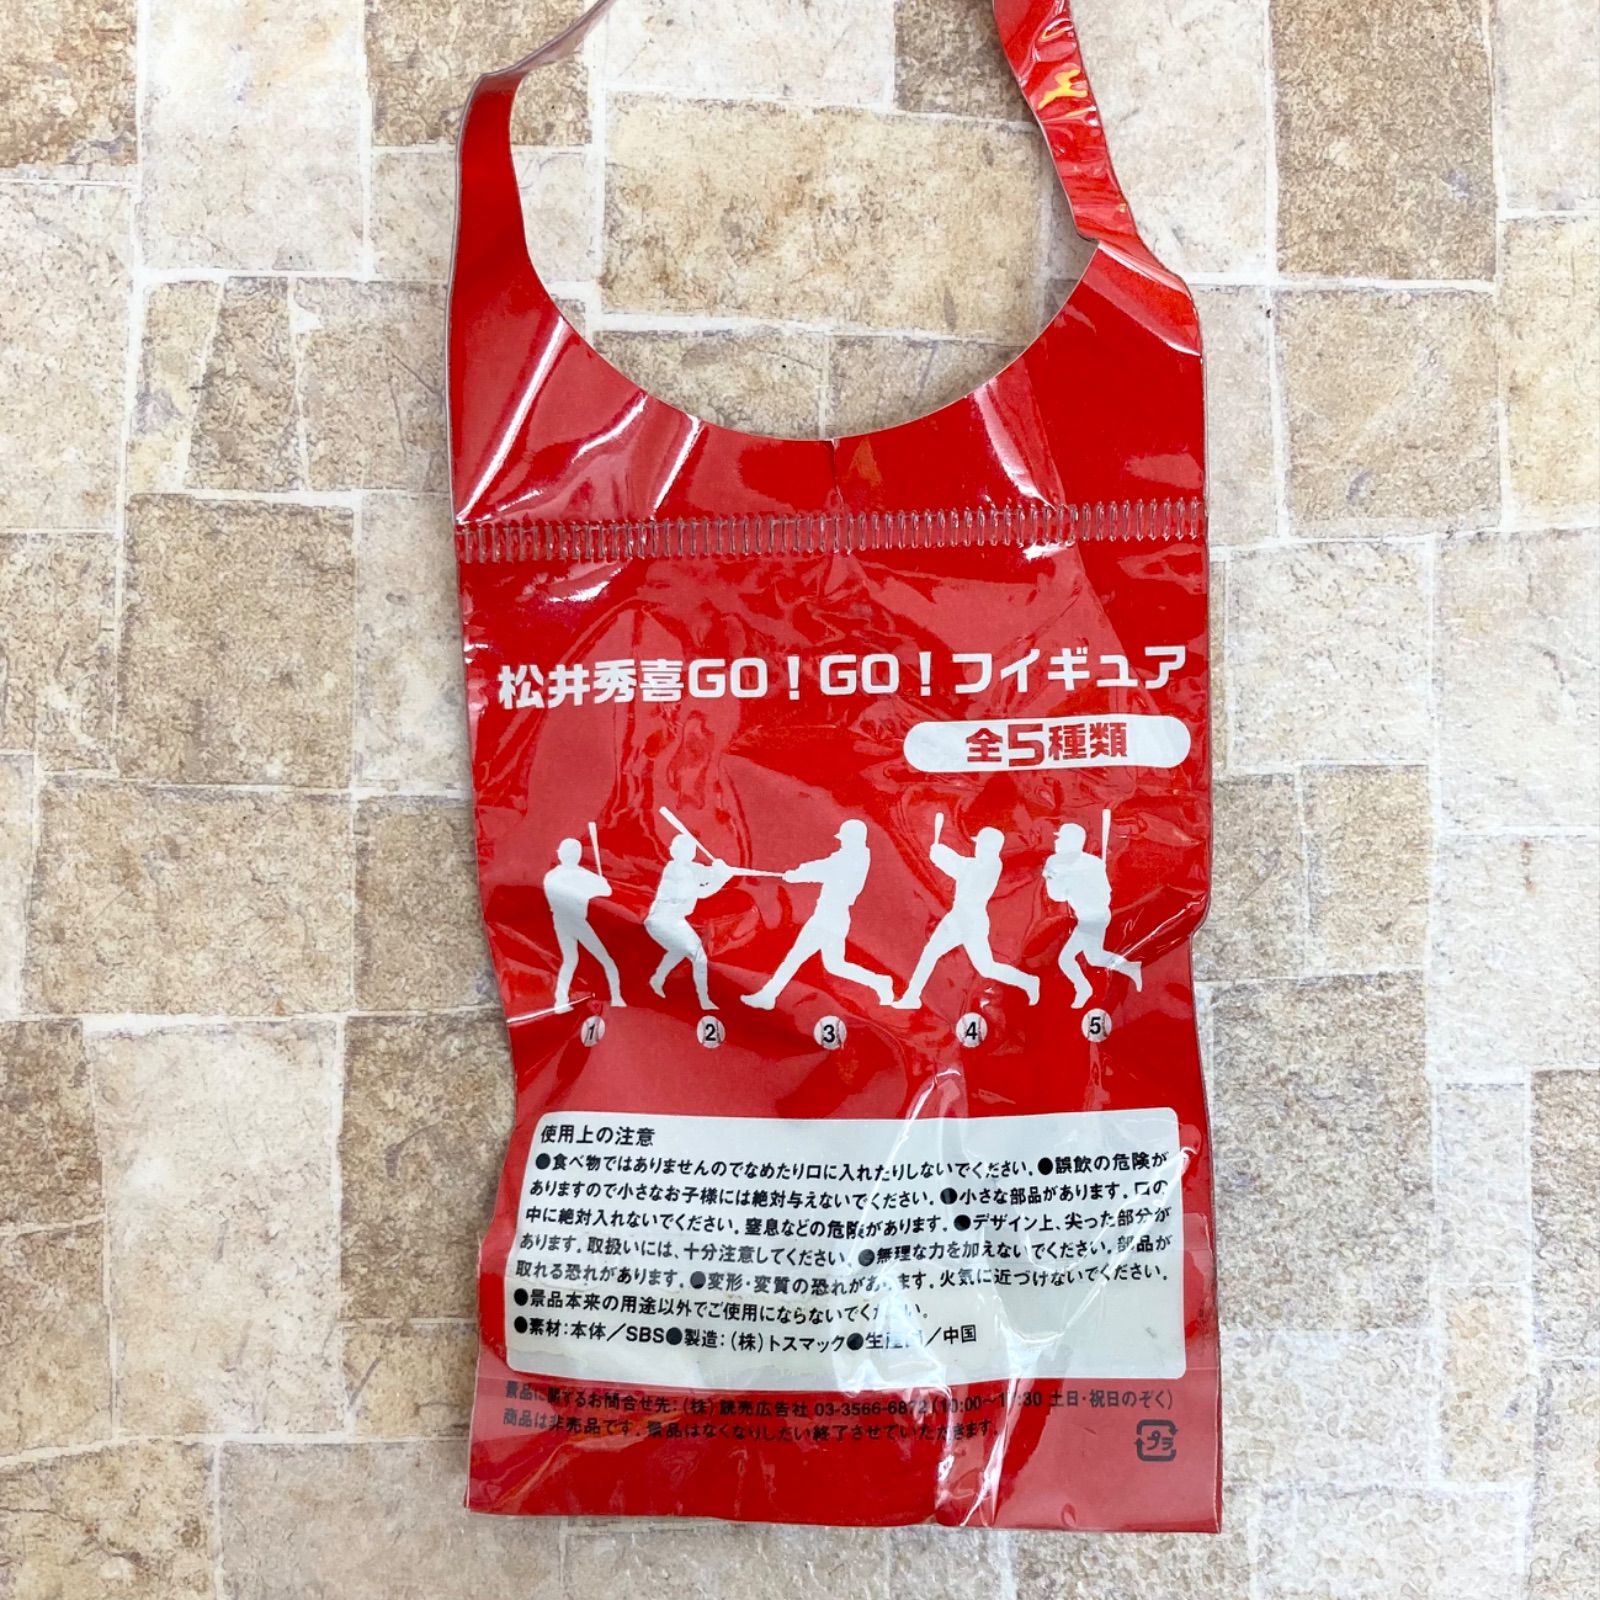 松井秀喜GO!GO!フィギュア
全5種類
1 2 3 4 5
使用上の注意
●食べ物ではありませんのでなめたり口に入れたりしないでください。●誤飲の危険が
ありますので小さなお子様には絶対与えないでください。●小さな部品があります。口の
中に絶対入れないでください。窒息などの危険があります。●デザイン上、尖った部分が
あります。取扱いには、十分注意してください。●無理な力を加えないでください。部品が
取れる恐れがあります。●変形・変質の恐れがあります。火気に近づけないでください。
●景品本来の用途以外でご使用にならないでください。
●素材:本体/SBS●製造:(株)トスマック●生産国/中国
景品に関するお問合せ先:(株)読売広告社 03-3566-6872(10:00〜 :30 土日・祝日のぞく)
商品は非売品です。景品はなくなりしだい終了させていただきます。
プラ